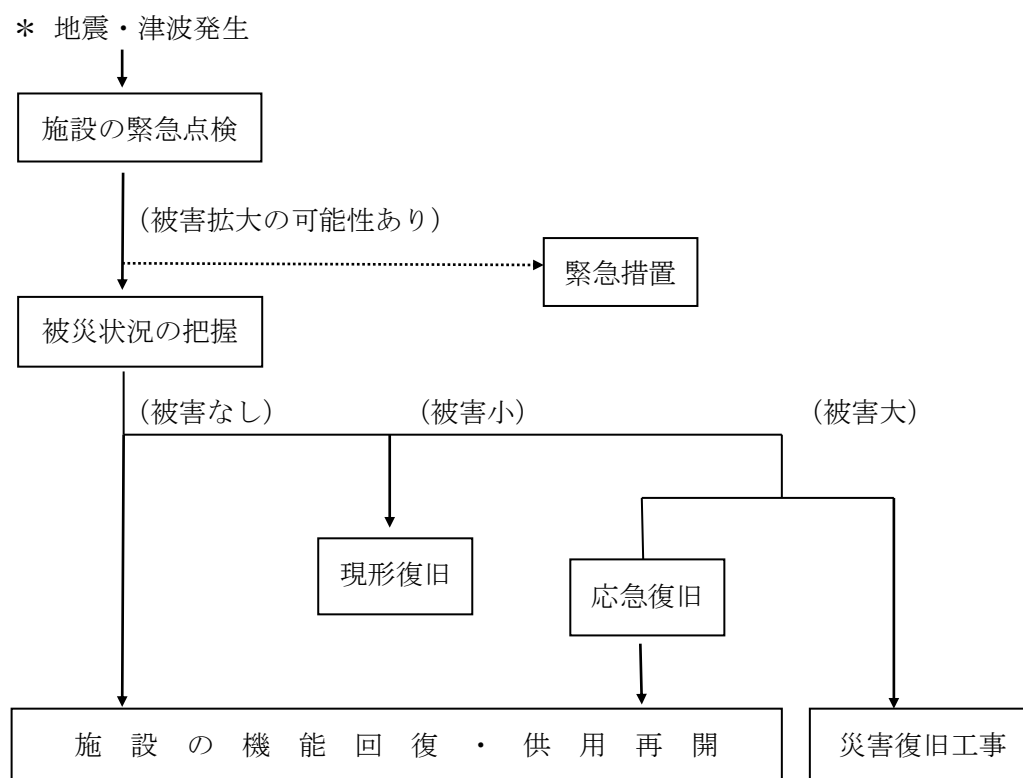 ＊ 地震・津波発生
施設の緊急点検
（被害拡大の可能性あり）
緊急措置
被災状況の把握
（被害なし）
（被害小）
（被害大）
現形復旧
応急復旧
施設の機能回復・供用再開
災害復旧工事